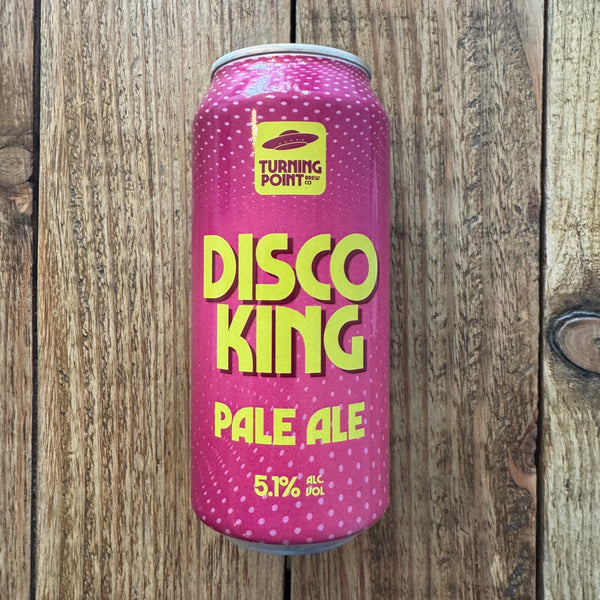 TURNING
POINT BREW CO
DISCO
KING
PALE ALE
5.1% ALC. VOL